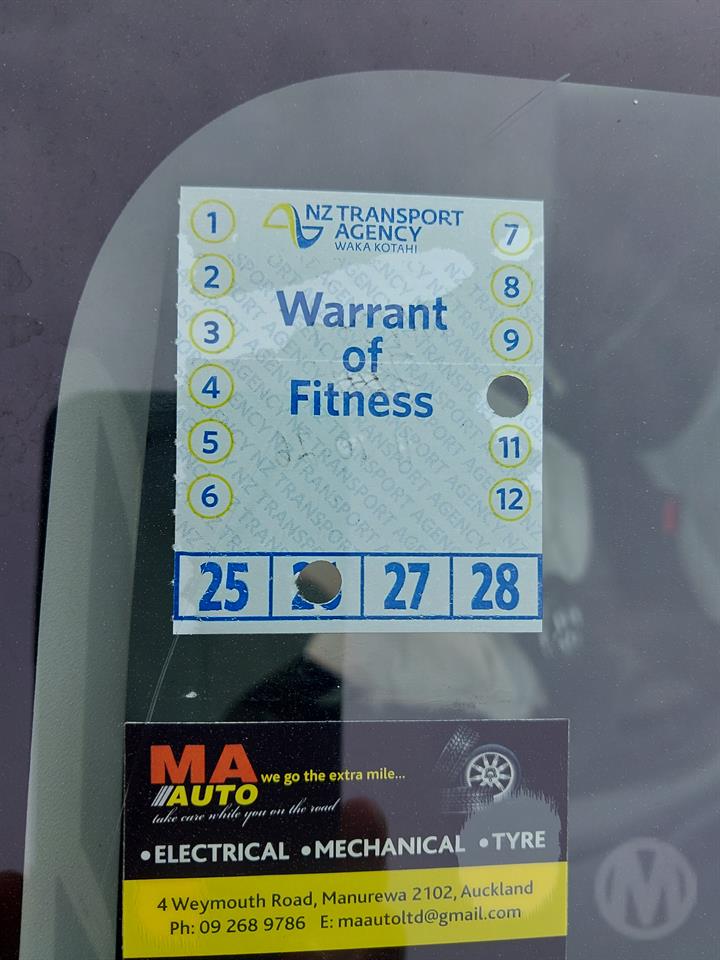 NZ TRANSPORT
AGENCY
WAKA KOTAHI
Warrant
of
Fitness
1
2
3
4
5
6
7
8
9
11
12
25
27
28
MA
AUTO
we go the extra mile...
take care while you on the road
•ELECTRICAL •MECHANICAL •TYRE
4 Weymouth Road, Manurewa 2102, Auckland
Ph: 09 268 9786 E: maautoltd@gmail.com
M